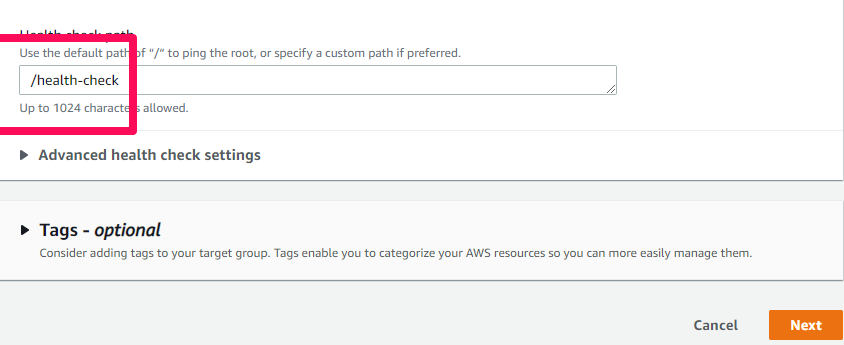 Health check path
Use the default path of "/" to ping the root, or specify a custom path if preferred.
/health-check
Up to 1024 characters allowed.
Advanced health check settings
Tags - optional
Consider adding tags to your target group. Tags enable you to categorize your AWS resources so you can more easily manage them.
Cancel
Next